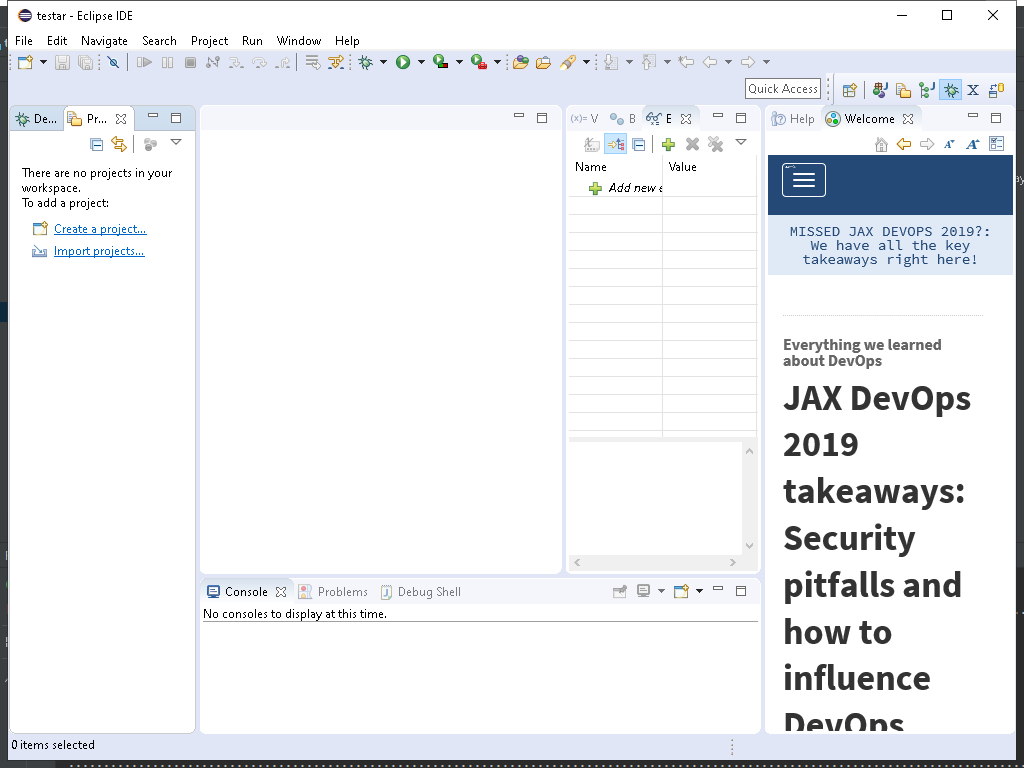 testar - Eclipse IDE
File Edit Navigate Search Project Run Window Help
Quick Access
De... Pr...
There are no projects in your
workspace.
To add a project:
Create a project...
Import projects...
(x)= V B E
Name Value
Add new e
Help Welcome
MISSED JAX DEVOPS 2019?:
We have all the key
takeaways right here!
Everything we learned
about DevOps
JAX DevOps
2019
takeaways:
Security
pitfalls and
how to
influence
DevOps
Console Problems Debug Shell
No consoles to display at this time.
0 items selected